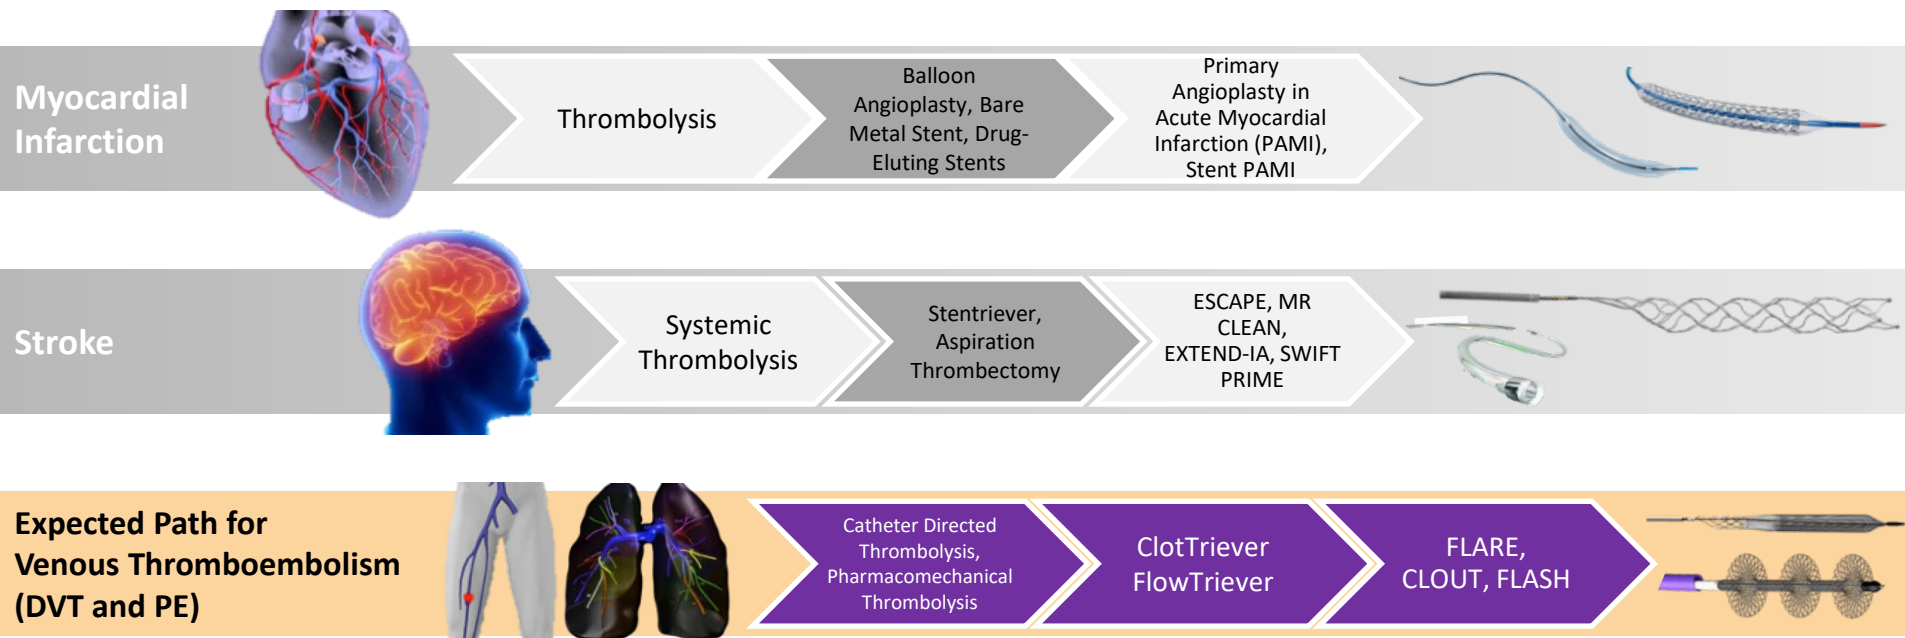 Myocardial
Infarction
Thrombolysis
Balloon
Angioplasty, Bare
Metal Stent, Drug-
Eluting Stents
Primary
Angioplasty in
Acute Myocardial
Infarction (PAMI),
Stent PAMI
Stroke
Systemic
Thrombolysis
Stentriever,
Aspiration
Thrombectomy
ESCAPE, MR
CLEAN,
EXTEND-IA, SWIFT
PRIME
Expected Path for
Venous Thromboembolism
(DVT and PE)
Catheter Directed
Thrombolysis,
Pharmacomechanical
Thrombolysis
ClotTriever
FlowTriever
FLARE,
CLOUT, FLASH